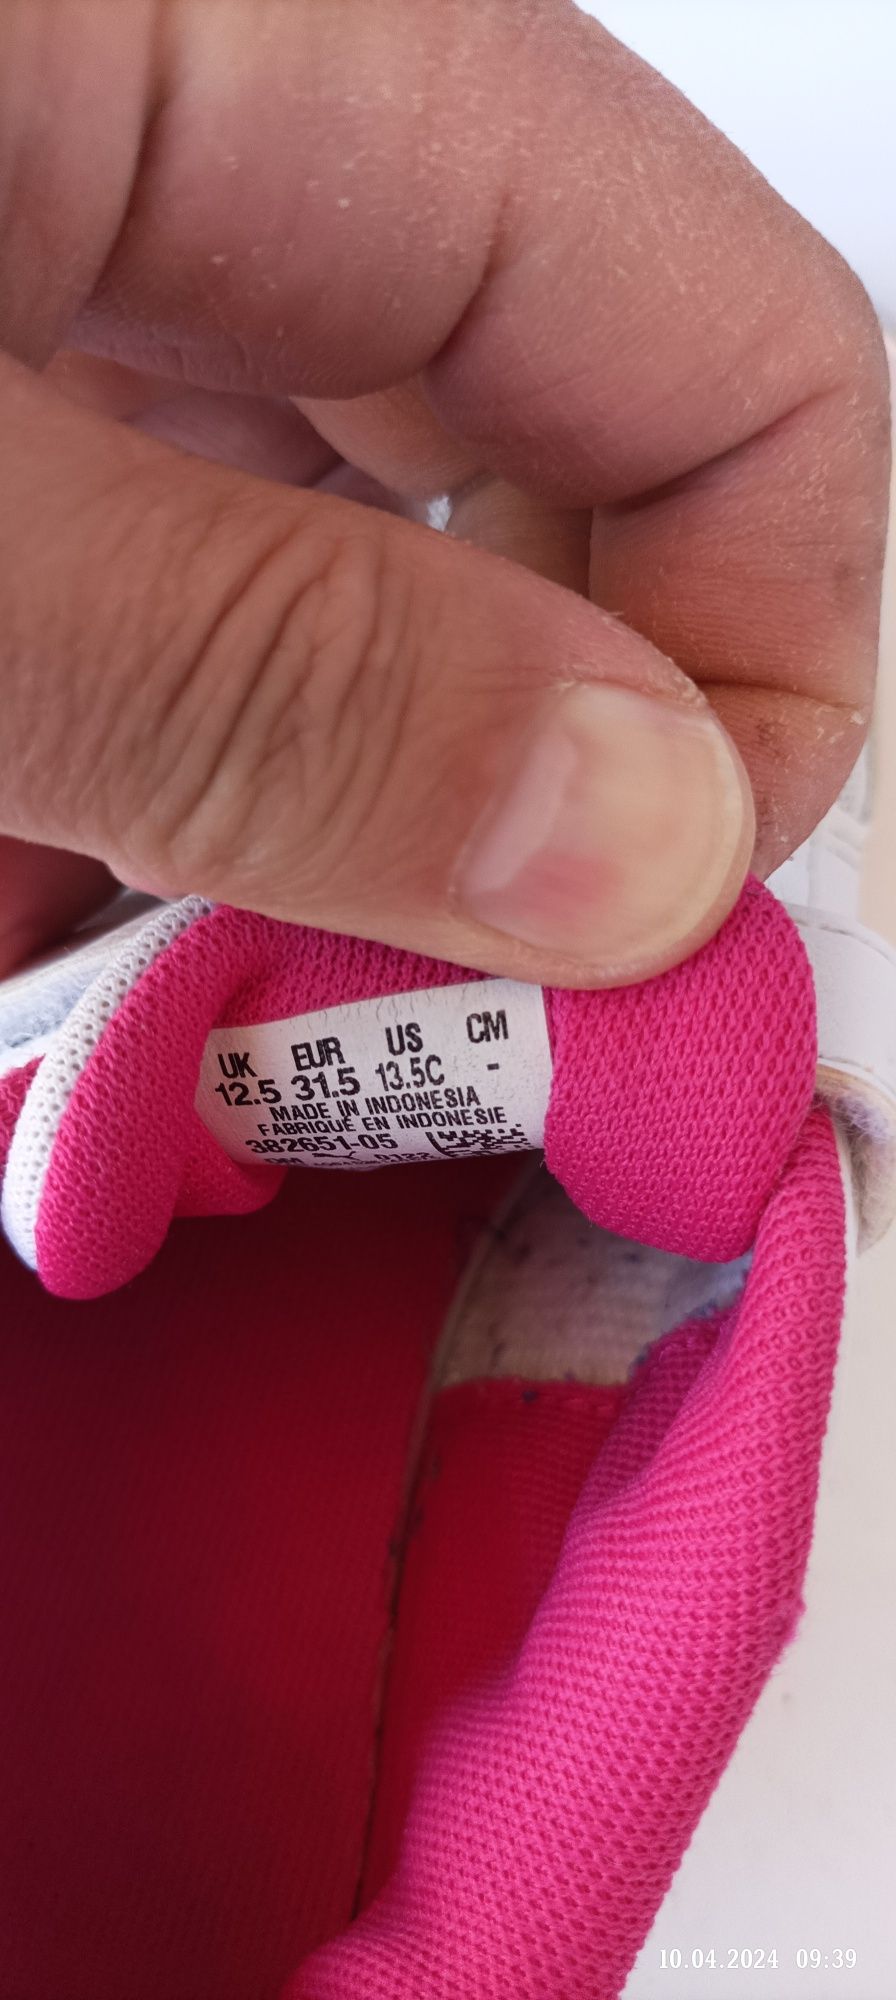 UK EUR US CM
12.5 31.5 13.5C -
MADE IN INDONESIA
FABRIQUÉ EN INDONESIE
382651-05
0122
10.04.2024 09:39